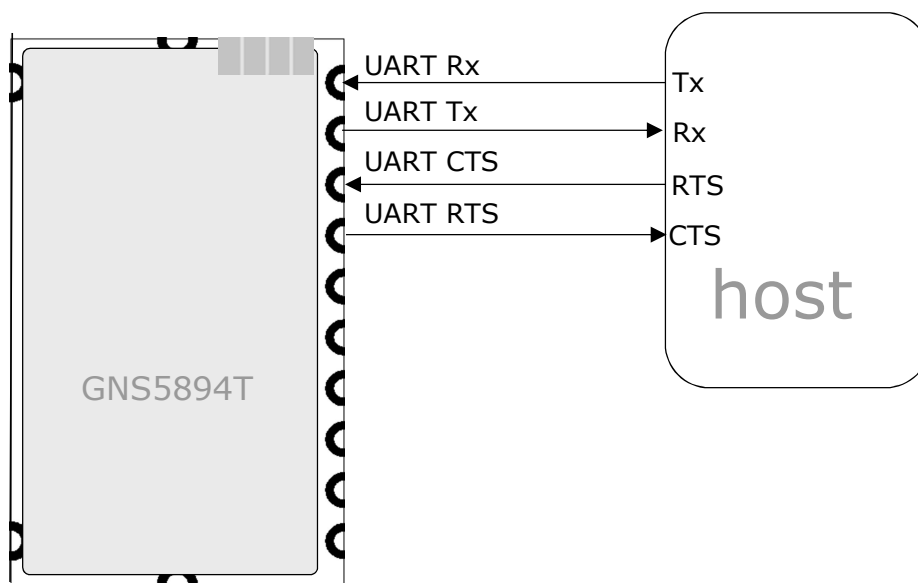 UART Rx
Tx
UART Tx
Rx
UART CTS
RTS
UART RTS
CTS
host
GNS5894T